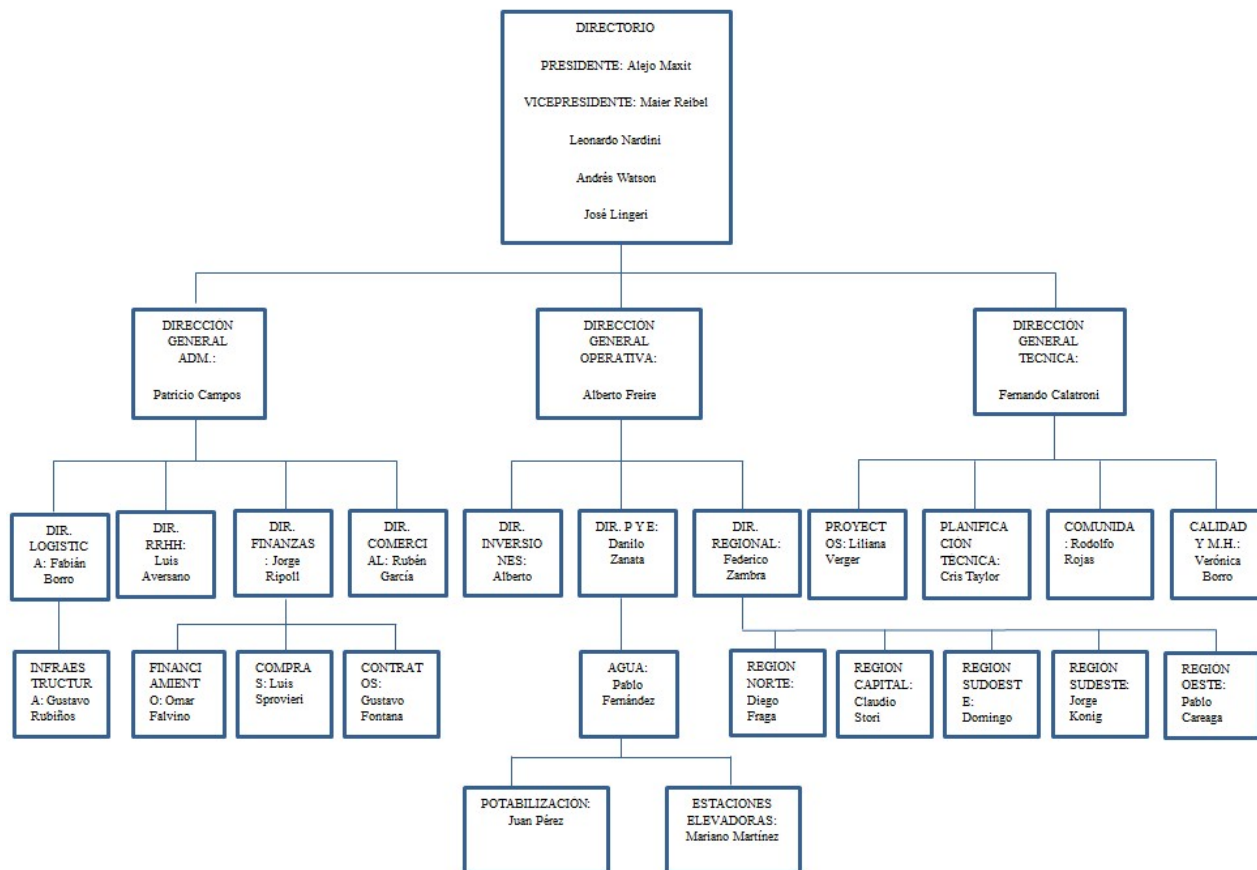 DIRECTORIO
PRESIDENTE: Alejo Maxit
VICEPRESIDENTE: Maier Reibel
Leonardo Nardini
Andrés Watson
José Lingeri
DIRECCION
GENERAL
ADM.:
Patricio Campos
DIRECCION
GENERAL
OPERATIVA:
Alberto Freire
DIRECCION
GENERAL
TECNICA:
Fernando Calatroni
DIR.
LOGISTIC
A: Fabián
Borro
DIR.
RRHH:
Luis
Aversano
DIR.
FINANZAS
: Jorge
Ripoll
DIR.
COMERCI
AL: Rubén
García
DIR.
INVERSIO
NES:
Alberto
DIR. P Y E:
Danilo
Zanata
DIR.
REGIONAL:
Federico
Zambra
PROYECT
OS: Liliana
Verger
PLANIFICA
CION
TECNICA:
Cris Taylor
COMUNIDA
: Rodolfo
Rojas
CALIDAD
Y M.H.:
Verónica
Borro
INFRAES
TRUCTUR
A: Gustavo
Rubiños
FINANCI
AMIENT
O: Omar
Falvino
COMPRA
S: Luis
Sprovieri
CONTRAT
OS:
Gustavo
Fontana
AGUA:
Pablo
Fernández
REGION
NORTE:
Diego
Fraga
REGION
CAPITAL:
Claudio
Stori
REGION
SUDOEST
E:
Domingo
REGION
SUDESTE:
Jorge
Konig
REGION
OESTE:
Pablo
Careaga
POTABILIZACION:
Juan Pérez
ESTACIONES
ELEVADORAS:
Mariano Martínez